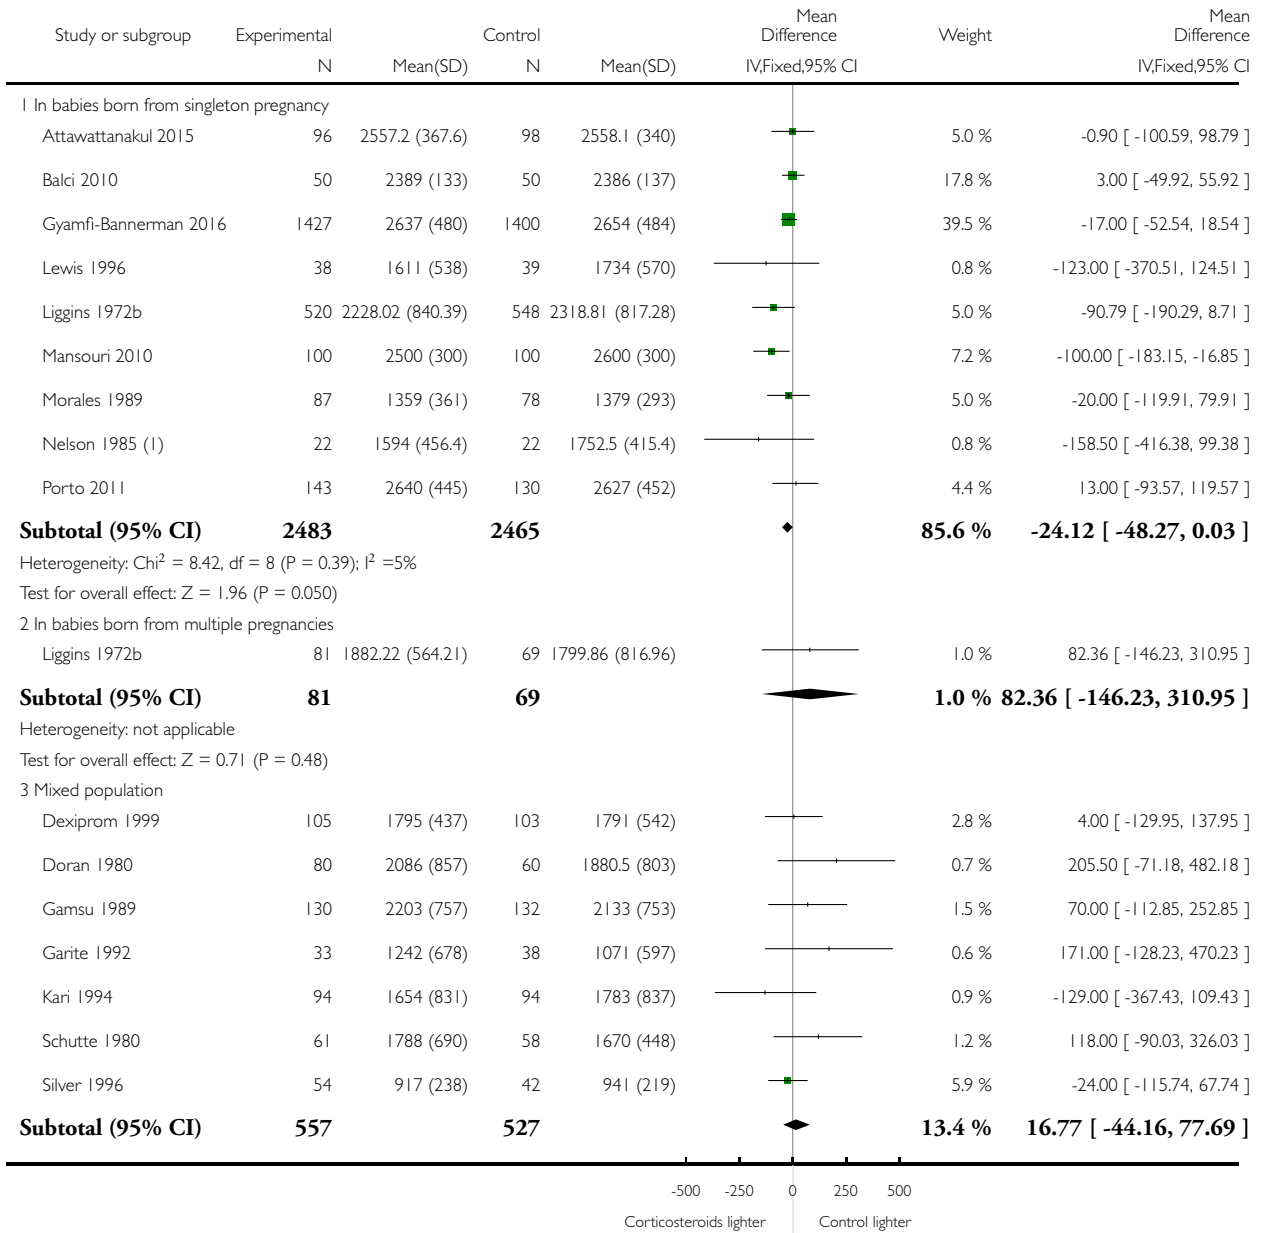 Study or subgroup Experimental Control Mean Difference Weight Mean Difference
N Mean(SD) N Mean(SD) IV,Fixed,95% CI IV,Fixed,95% CI
1 In babies born from singleton pregnancy
Attawattanakul 2015 96 2557.2 (367.6) 98 2558.1 (340) 5.0 % -0.90 [ -100.59, 98.79 ]
Balci 2010 50 2389 (133) 50 2386 (137) 17.8 % 3.00 [ -49.92, 55.92 ]
Gyamfi-Bannerman 2016 1427 2637 (480) 1400 2654 (484) 39.5 % -17.00 [ -52.54, 18.54 ]
Lewis 1996 38 1611 (538) 39 1734 (570) 0.8 % -123.00 [ -370.51, 124.51 ]
Liggins 1972b 520 2228.02 (840.39) 548 2318.81 (817.28) 5.0 % -90.79 [ -190.29, 8.71 ]
Mansouri 2010 100 2500 (300) 100 2600 (300) 7.2 % -100.00 [ -183.15, -16.85 ]
Morales 1989 87 1359 (361) 78 1379 (293) 5.0 % -20.00 [ -119.91, 79.91 ]
Nelson 1985 (1) 22 1594 (456.4) 22 1752.5 (415.4) 0.8 % -158.50 [ -416.38, 99.38 ]
Porto 2011 143 2640 (445) 130 2627 (452) 4.4 % 13.00 [ -93.57, 119.57 ]
Subtotal (95% CI) 2483 2465 85.6 % -24.12 [ -48.27, 0.03 ]
Heterogeneity: Chi² = 8.42, df = 8 (P = 0.39); I² =5%
Test for overall effect: Z = 1.96 (P = 0.050)
2 In babies born from multiple pregnancies
Liggins 1972b 81 1882.22 (564.21) 69 1799.86 (816.96) 1.0 % 82.36 [ -146.23, 310.95 ]
Subtotal (95% CI) 81 69 1.0 % 82.36 [ -146.23, 310.95 ]
Heterogeneity: not applicable
Test for overall effect: Z = 0.71 (P = 0.48)
3 Mixed population
Dexiprom 1999 105 1795 (437) 103 1791 (542) 2.8 % 4.00 [ -129.95, 137.95 ]
Doran 1980 80 2086 (857) 60 1880.5 (803) 0.7 % 205.50 [ -71.18, 482.18 ]
Gamsu 1989 130 2203 (757) 132 2133 (753) 1.5 % 70.00 [ -112.85, 252.85 ]
Garite 1992 33 1242 (678) 38 1071 (597) 0.6 % 171.00 [ -128.23, 470.23 ]
Kari 1994 94 1654 (831) 94 1783 (837) 0.9 % -129.00 [ -367.43, 109.43 ]
Schutte 1980 61 1788 (690) 58 1670 (448) 1.2 % 118.00 [ -90.03, 326.03 ]
Silver 1996 54 917 (238) 42 941 (219) 5.9 % -24.00 [ -115.74, 67.74 ]
Subtotal (95% CI) 557 527 13.4 % 16.77 [ -44.16, 77.69 ]
-500 -250 0 250 500
Corticosteroids lighter Control lighter